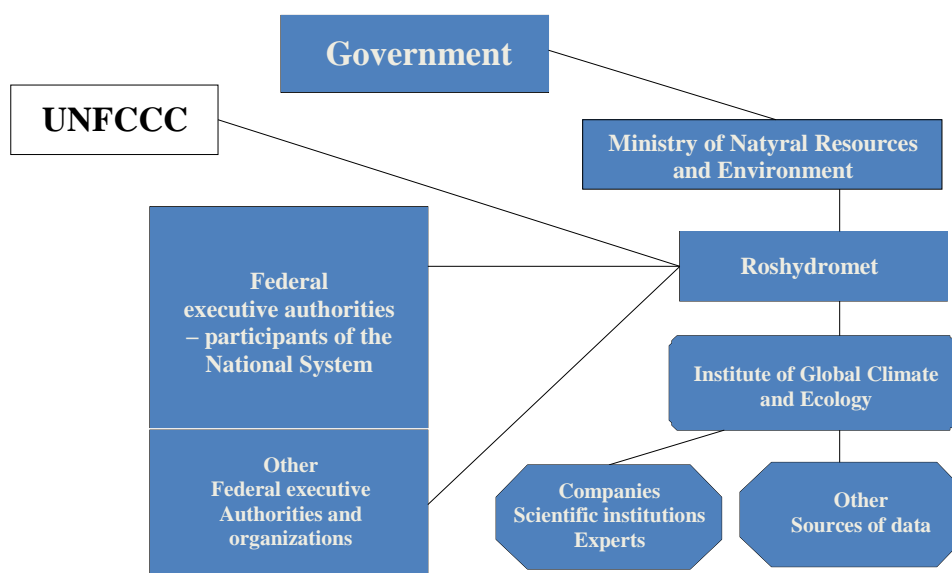 Government
UNFCCC
Ministry of Natyral Resources
and Environment
Federal
executive authorities
– participants of the
National System
Roshydromet
Institute of Global Climate
and Ecology
Other
Federal executive
Authorities and
organizations
Companies
Scientific institutions
Experts
Other
Sources of data